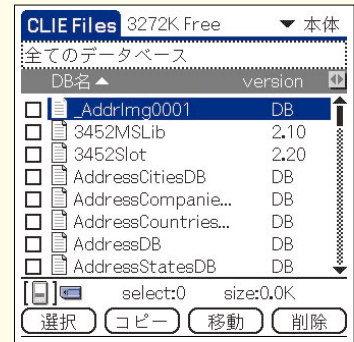 CLIE Files 3272K Free 本体
全てのデータベース
DB名 version
_AddrImg0001 DB
3452MSLib 2.10
3452Slot 2.20
AddressCitiesDB DB
AddressCompanie... DB
AddressCountries... DB
AddressDB DB
AddressStatesDB DB
select:0 size:0.0K
選択 コピー 移動 削除